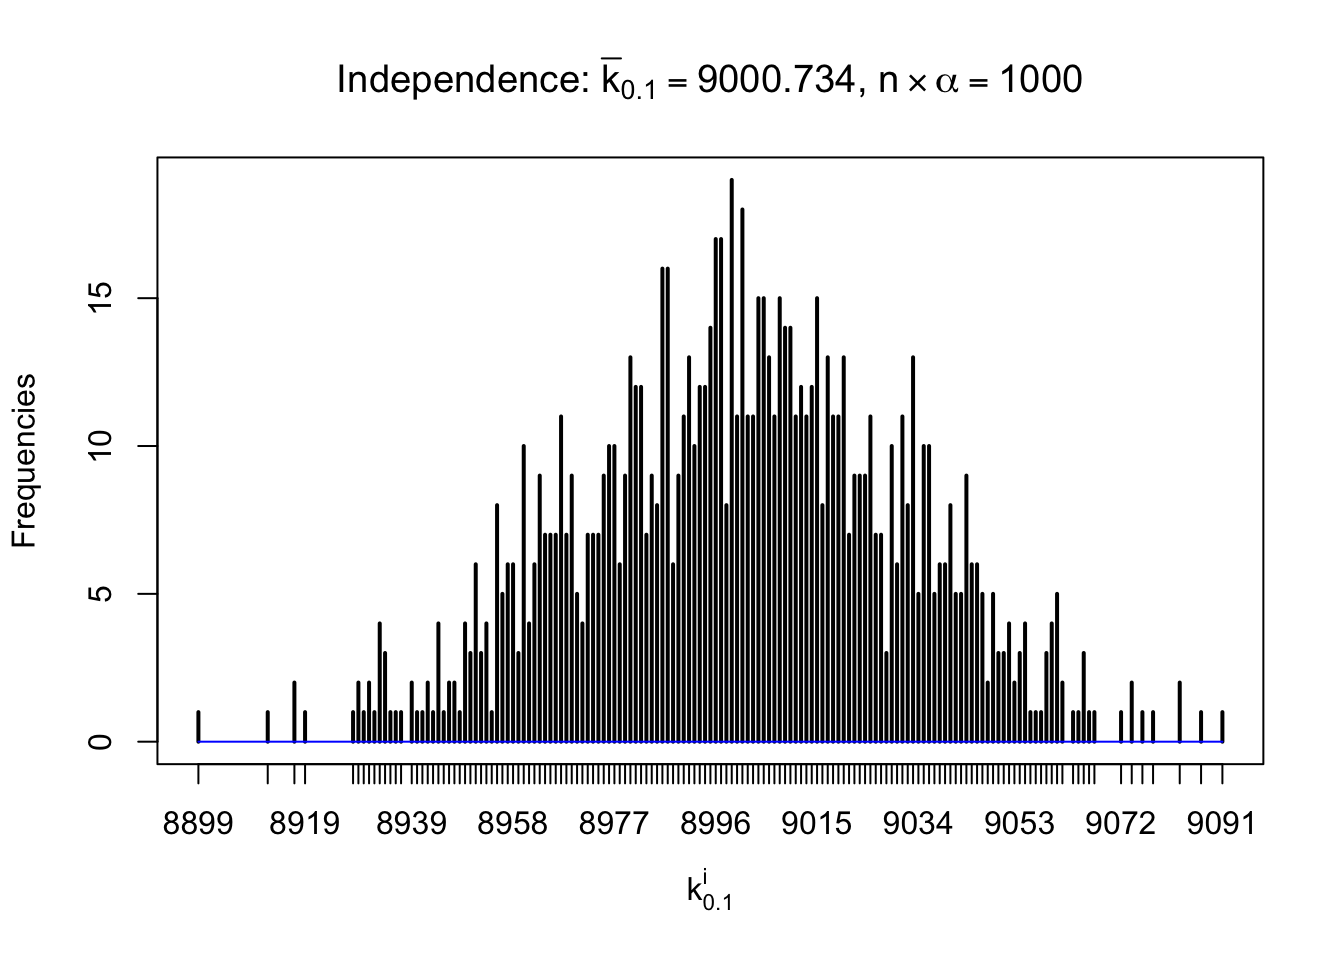 Independence: k̅₀.₁ = 9000.734, n × α = 1000
Frequencies
15
10
5
0
8899 8919 8939 8958 8977 8996 9015 9034 9053 9072 9091
kⁱ₀.₁